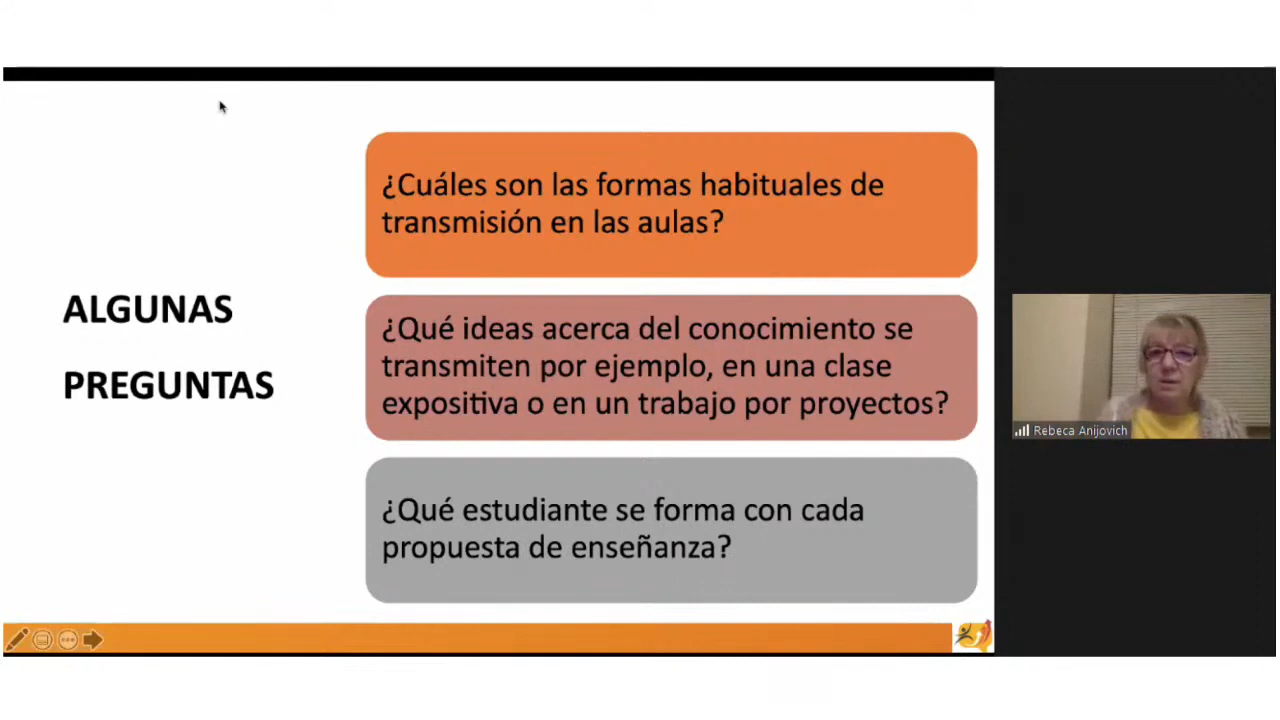 ALGUNAS
PREGUNTAS
¿Cuáles son las formas habituales de
transmisión en las aulas?
¿Qué ideas acerca del conocimiento se
transmiten por ejemplo, en una clase
expositiva o en un trabajo por proyectos?
¿Qué estudiante se forma con cada
propuesta de enseñanza?
Rebeca Anijovich